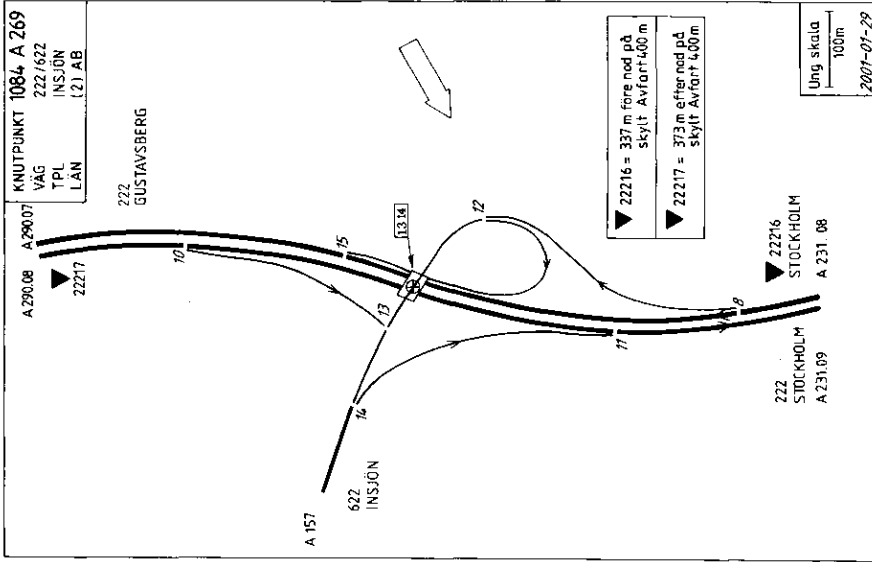 KNUTPUNKT 1084 A 269
VÄG 222/622
TPL INSJÖN
LÄN (2) AB
A 290.08
A 290.07
22217
222
GUSTAVSBERG
10
15
13 14
13
12
14
A 157
622
INSJÖN
11
8
22216 = 337 m före nod på
skylt Avfart 400 m
22217 = 373 m efter nod på
skylt Avfart 400 m
22216
STOCKHOLM
A 231.08
222
STOCKHOLM
A 231.09
Ung skala
100m
2001-01-29